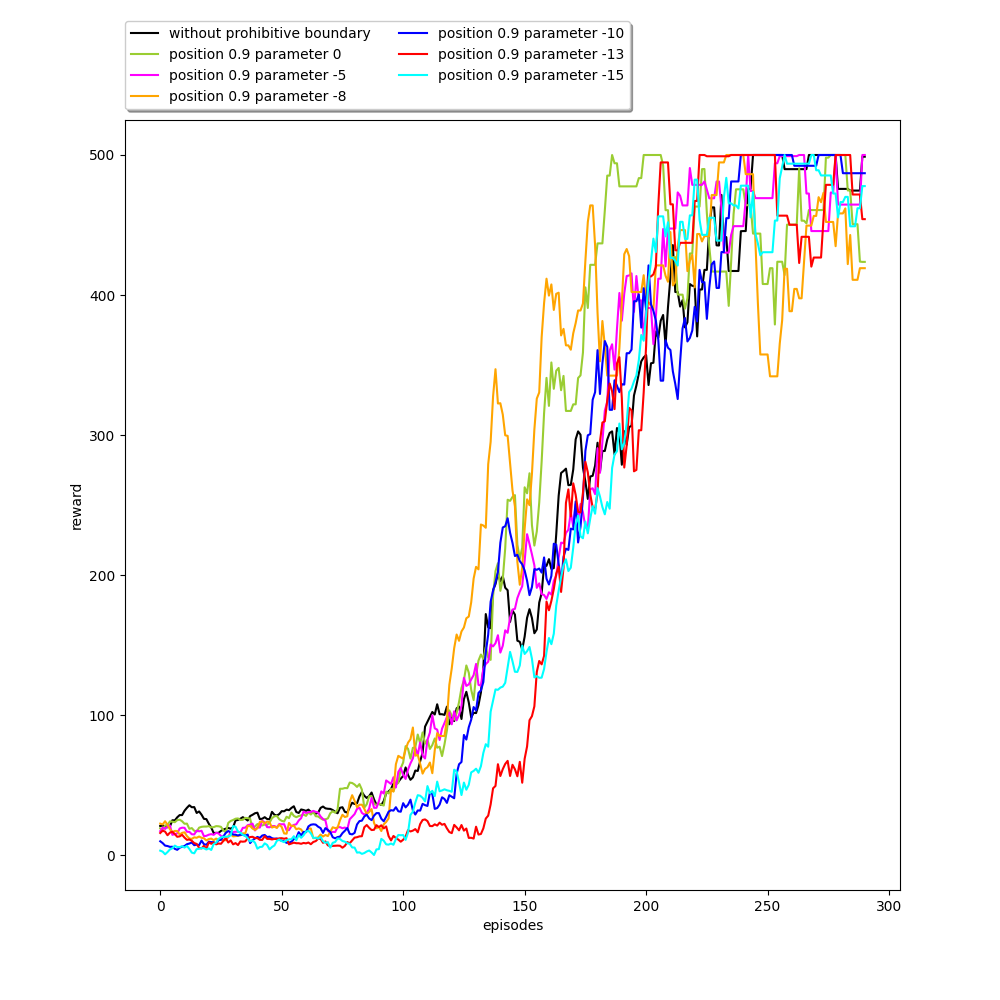 without prohibitive boundary
position 0.9 parameter 0
position 0.9 parameter -5
position 0.9 parameter -8
position 0.9 parameter -10
position 0.9 parameter -13
position 0.9 parameter -15
500
400
300
200
100
0
reward
0 50 100 150 200 250 300
episodes